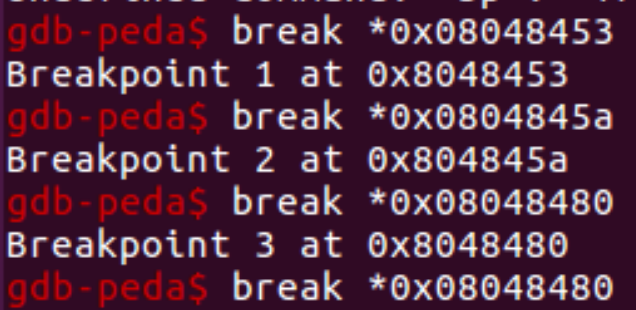 gdb-peda$ break *0x08048453
Breakpoint 1 at 0x8048453
gdb-peda$ break *0x0804845a
Breakpoint 2 at 0x804845a
gdb-peda$ break *0x08048480
Breakpoint 3 at 0x8048480
gdb-peda$ break *0x08048480